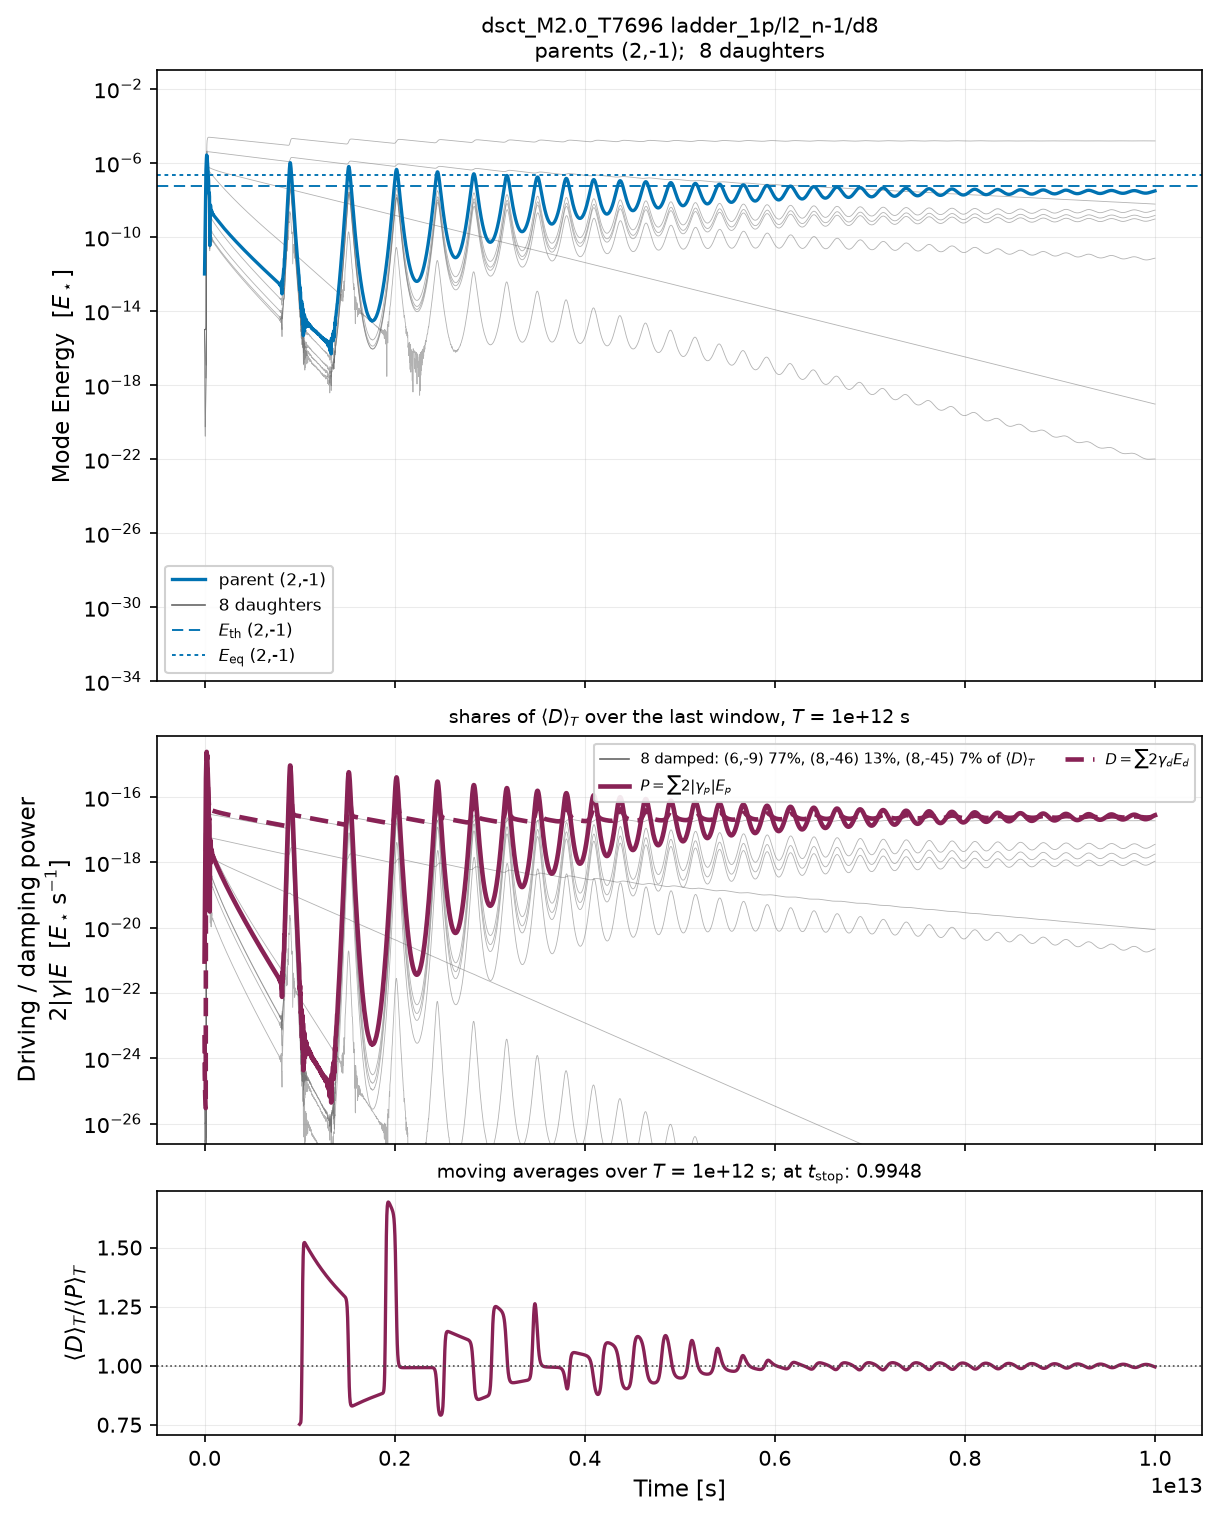 dsct_M2.0_T7696 ladder_1p/l2_n-1/d8
parents (2,-1);  8 daughters
Mode Energy [E⋆]
10⁻²
10⁻⁶
10⁻¹⁰
10⁻¹⁴
10⁻¹⁸
10⁻²²
10⁻²⁶
10⁻³⁰
10⁻³⁴
parent (2,-1)
8 daughters
E_th (2,-1)
E_eq (2,-1)
shares of ⟨D⟩_T over the last window, T = 1e+12 s
Driving / damping power
2|γ|E [E⋆ s⁻¹]
10⁻¹⁶
10⁻¹⁸
10⁻²⁰
10⁻²²
10⁻²⁴
10⁻²⁶
8 damped: (6,-9) 77%, (8,-46) 13%, (8,-45) 7% of ⟨D⟩_T
P = ∑2|γ_p|E_p
D = ∑2γ_dE_d
moving averages over T = 1e+12 s; at t_stop: 0.9948
⟨D⟩_T/⟨P⟩_T
1.50
1.25
1.00
0.75
0.0 0.2 0.4 0.6 0.8 1.0
1e13
Time [s]